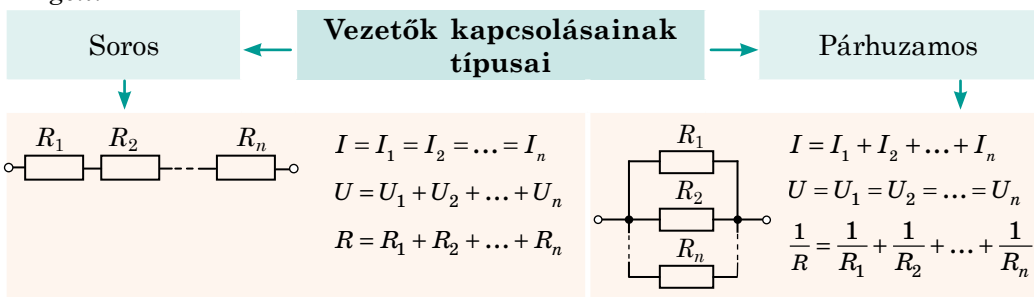 Soros
Vezetők kapcsolásainak
típusai
Párhuzamos
R₁ R₂ Rₙ
I = I₁ = I₂ = ... = Iₙ
U = U₁ + U₂ + ... + Uₙ
R = R₁ + R₂ + ... + Rₙ
R₁
R₂
Rₙ
I = I₁ + I₂ + ... + Iₙ
U = U₁ = U₂ = ... = Uₙ
1/R = 1/R₁ + 1/R₂ + ... + 1/Rₙ